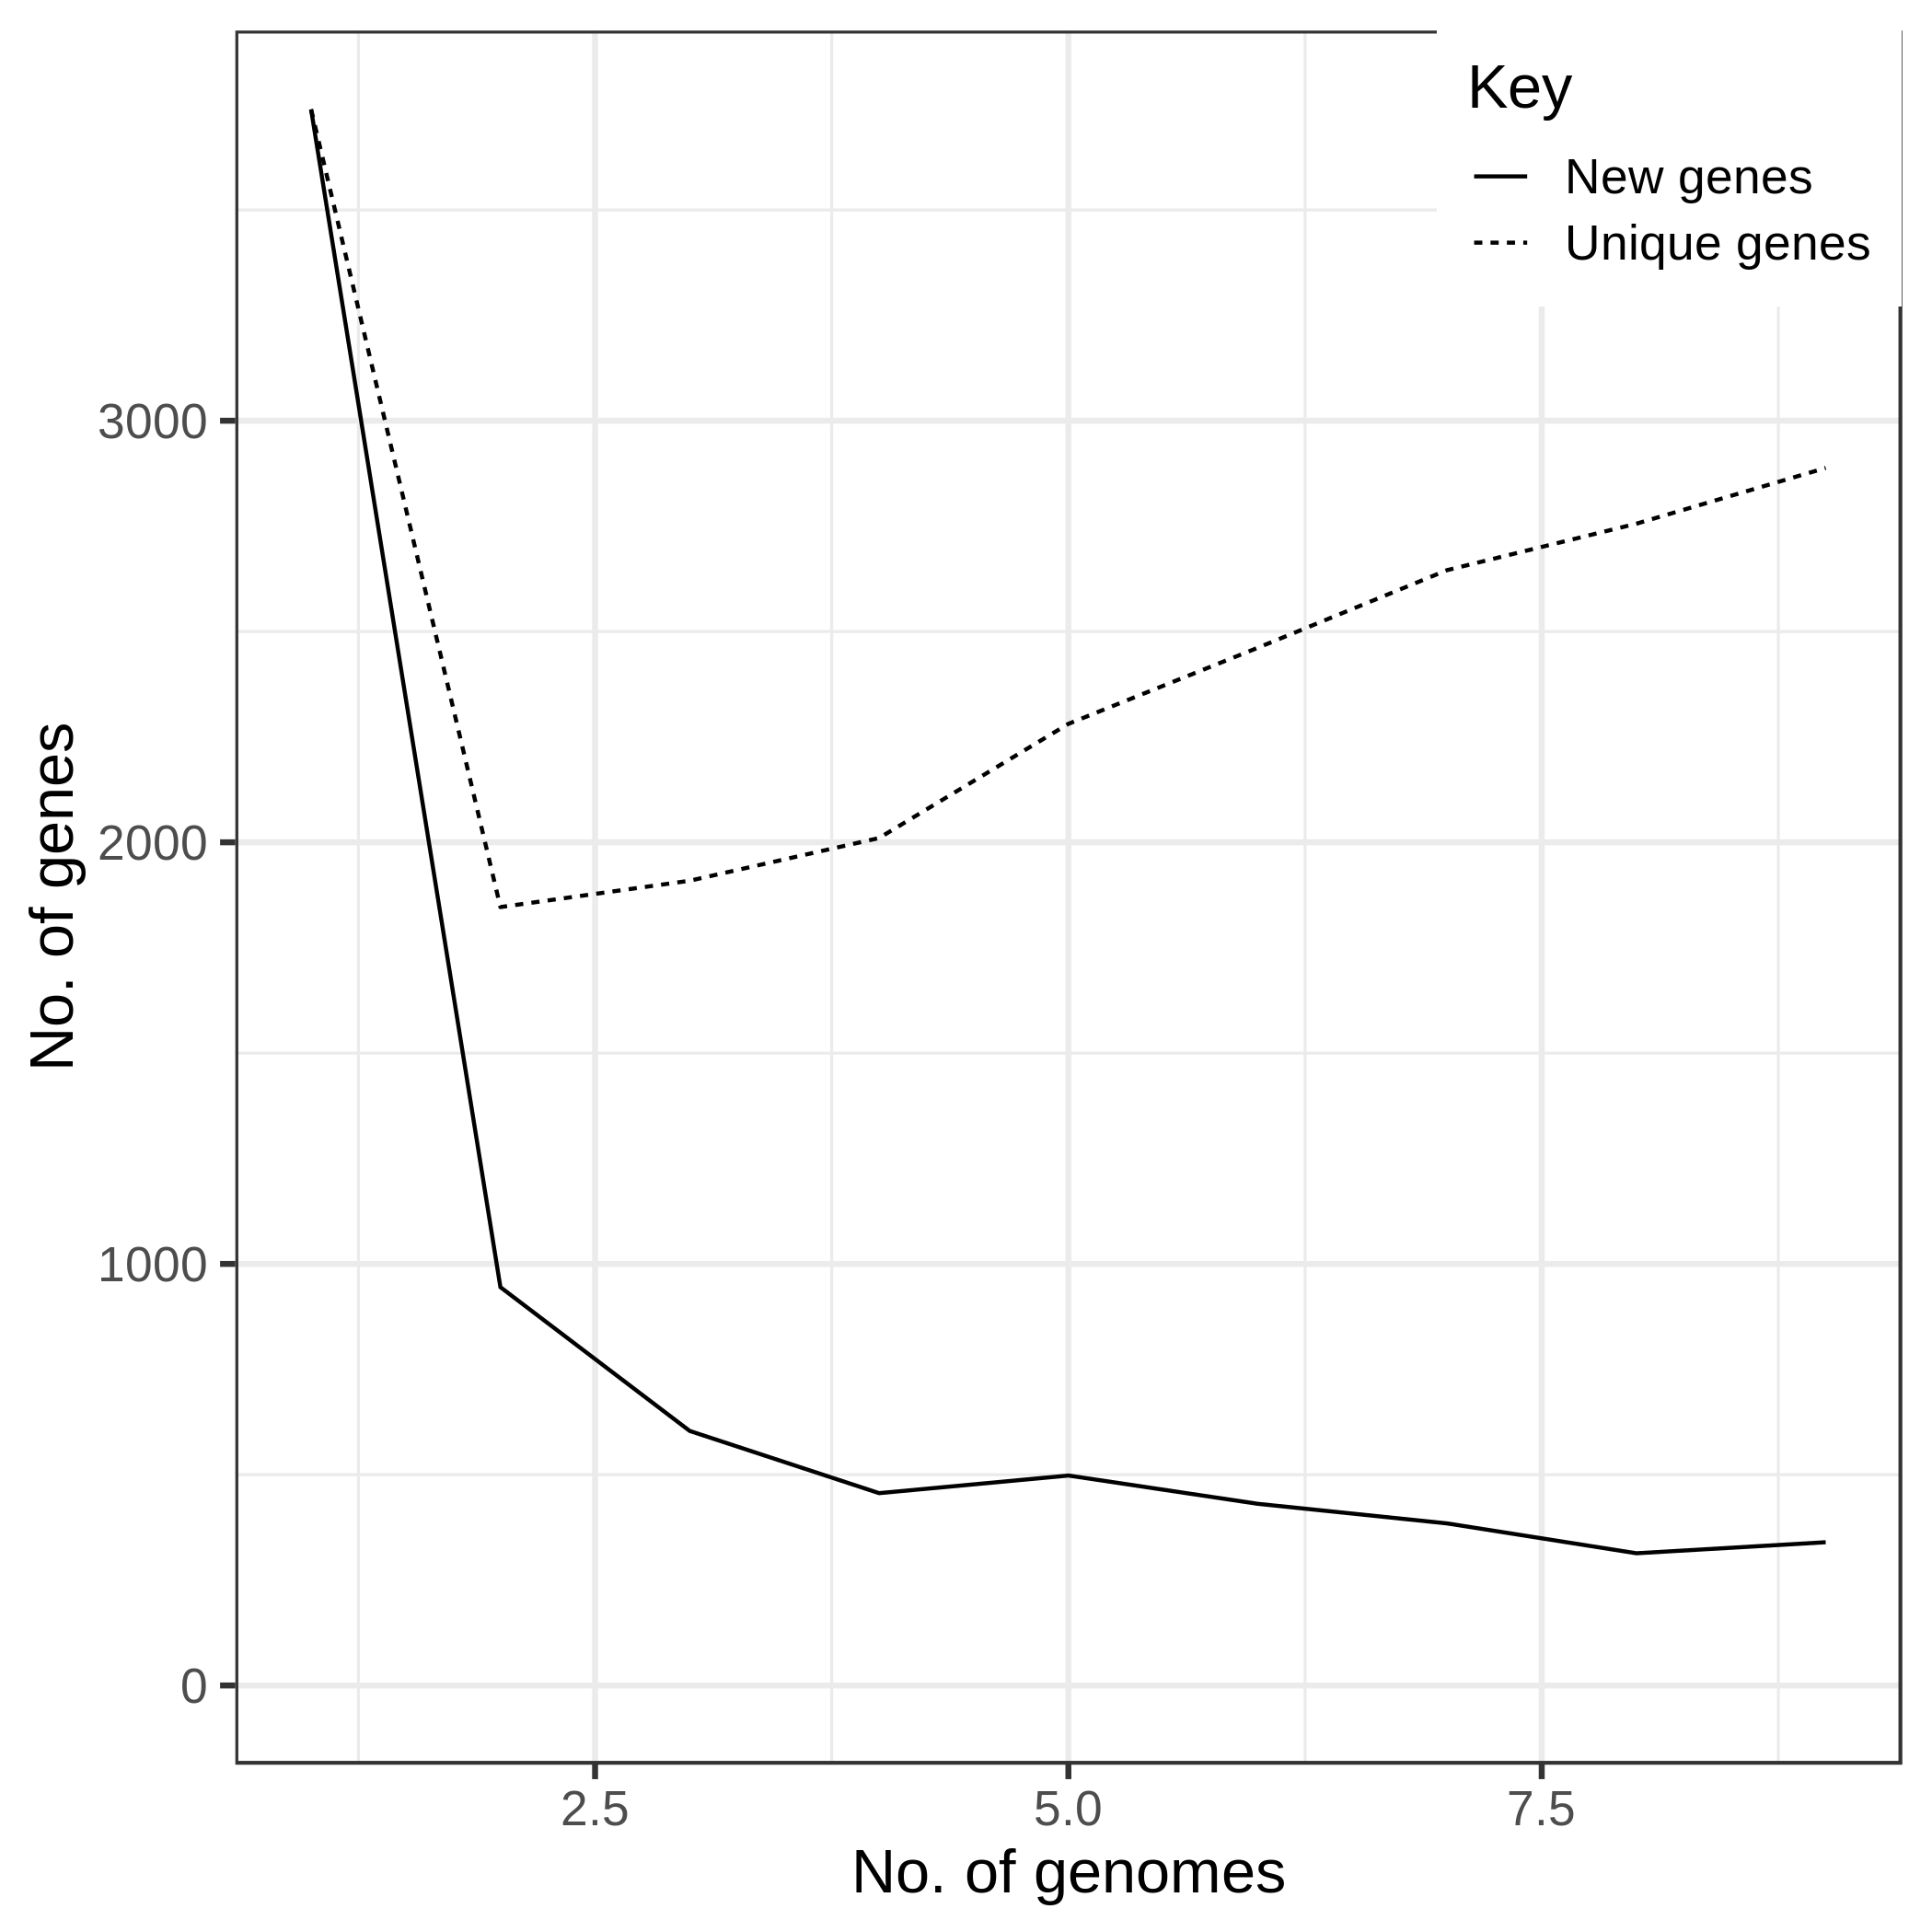 Key
New genes
Unique genes
No. of genes
3000
2000
1000
0
2.5 5.0 7.5
No. of genomes